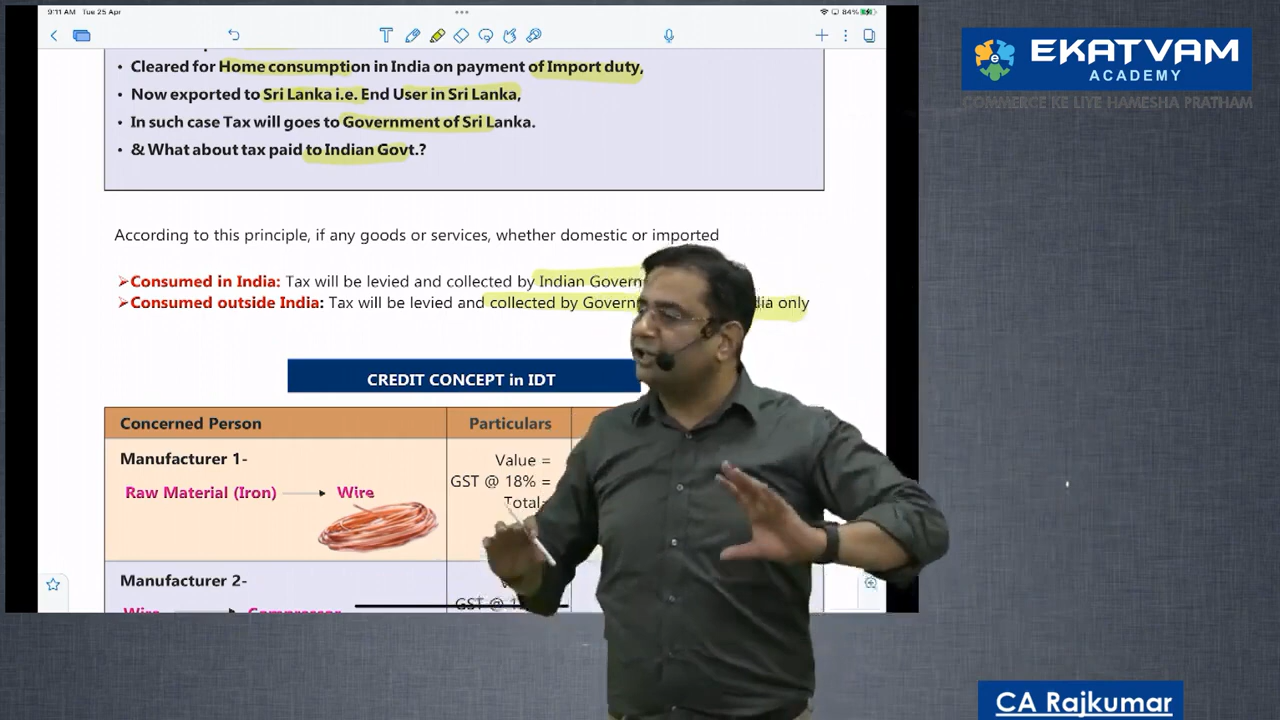 9:11 AM Tue 25 Apr
84%
EKATVAM
ACADEMY
COMMERCE KE LIYE HAMESHA PRATHAM
• Cleared for Home consumption in India on payment of Import duty,
• Now exported to Sri Lanka i.e. End User in Sri Lanka,
• In such case Tax will goes to Government of Sri Lanka.
• & What about tax paid to Indian Govt.?
According to this principle, if any goods or services, whether domestic or imported
➢Consumed in India: Tax will be levied and collected by Indian
➢Consumed outside India: Tax will be levied and collected by only
CREDIT CONCEPT in IDT
Concerned Person Particulars
Manufacturer 1-
Value =
Raw Material (Iron) Wire
GST @ 18% =
Total
Manufacturer 2-
Wire Compressor
GST @
CA Rajkumar